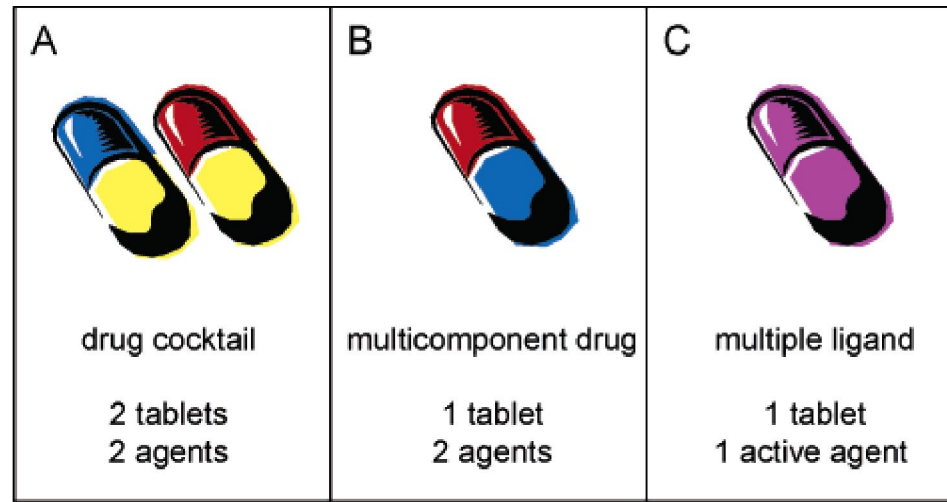 A
drug cocktail
2 tablets
2 agents
B
multicomponent drug
1 tablet
2 agents
C
multiple ligand
1 tablet
1 active agent